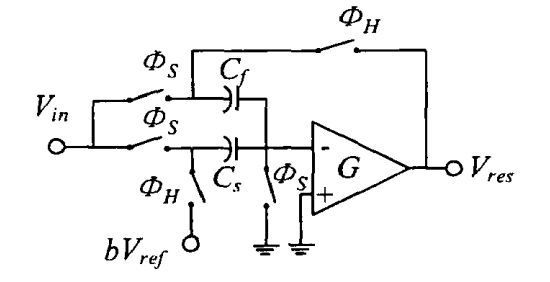 Φ_H
Φ_S
C_f
V_in
Φ_S
-
G
V_res
Φ_H
C_s
Φ_S
+
bV_ref